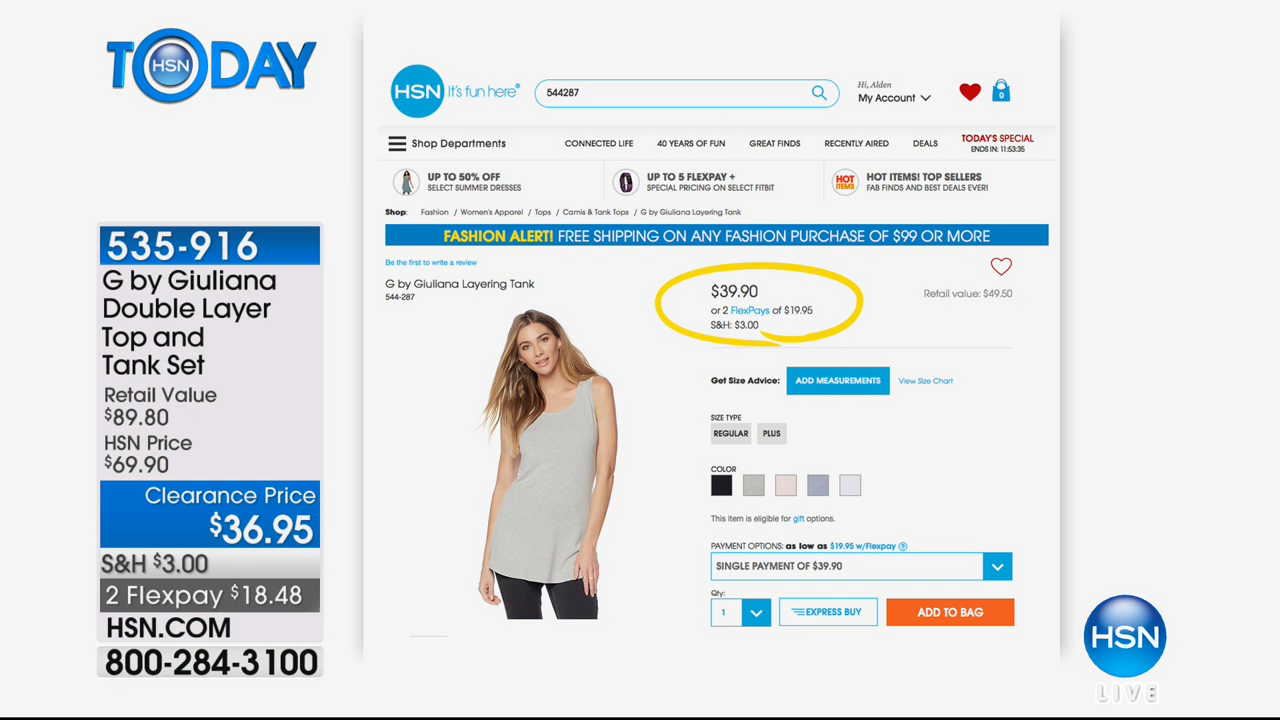 TODAY
HSN
535-916
G by Giuliana
Double Layer
Top and
Tank Set
Retail Value
$89.80
HSN Price
$69.90
Clearance Price
$36.95
S&H $3.00
2 Flexpay $18.48
HSN.COM
800-284-3100
HSN It's fun here®
544287
Hi, Alden
My Account
0
Shop Departments
CONNECTED LIFE
40 YEARS OF FUN
GREAT FINDS
RECENTLY AIRED
DEALS
TODAY'S SPECIAL
ENDS IN: 11:53:35
UP TO 50% OFF
SELECT SUMMER DRESSES
UP TO 5 FLEXPAY +
SPECIAL PRICING ON SELECT FITBIT
HOT ITEMS
HOT ITEMS! TOP SELLERS
FAB FINDS AND BEST DEALS EVER!
Shop: Fashion / Women's Apparel / Tops / Camis & Tank Tops / G by Giuliana Layering Tank
FASHION ALERT! FREE SHIPPING ON ANY FASHION PURCHASE OF $99 OR MORE
Be the first to write a review
G by Giuliana Layering Tank
544-287
$39.90
or 2 FlexPays of $19.95
S&H: $3.00
Retail value: $49.50
Get Size Advice: ADD MEASUREMENTS View Size Chart
SIZE TYPE
REGULAR PLUS
COLOR
This item is eligible for gift options.
PAYMENT OPTIONS: as low as $19.95 w/Flexpay ?
SINGLE PAYMENT OF $39.90
Qty:
1
EXPRESS BUY
ADD TO BAG
HSN
LIVE